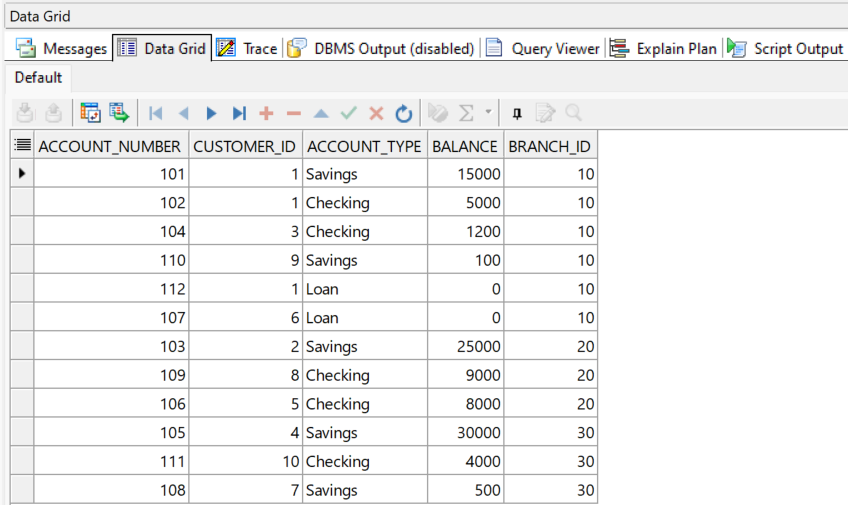 Data Grid
Messages Data Grid Trace DBMS Output (disabled) Query Viewer Explain Plan Script Output
Default
ACCOUNT_NUMBER CUSTOMER_ID ACCOUNT_TYPE BALANCE BRANCH_ID
101 1 Savings 15000 10
102 1 Checking 5000 10
104 3 Checking 1200 10
110 9 Savings 100 10
112 1 Loan 0 10
107 6 Loan 0 10
103 2 Savings 25000 20
109 8 Checking 9000 20
106 5 Checking 8000 20
105 4 Savings 30000 30
111 10 Checking 4000 30
108 7 Savings 500 30